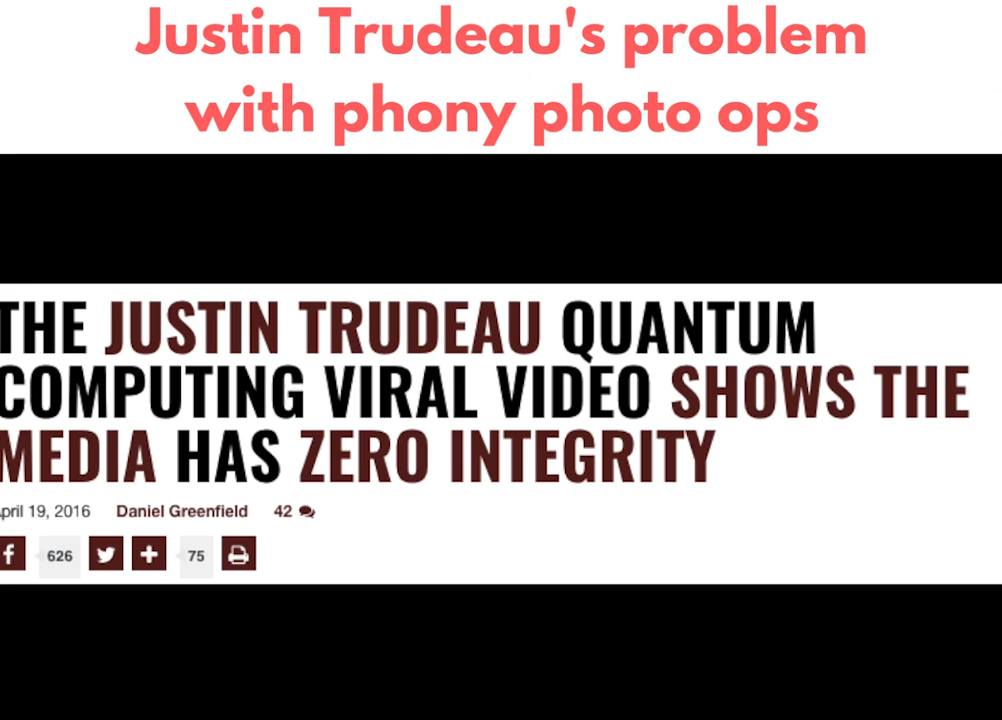 Justin Trudeau's problem
with phony photo ops
THE JUSTIN TRUDEAU QUANTUM
COMPUTING VIRAL VIDEO SHOWS THE
MEDIA HAS ZERO INTEGRITY
pril 19, 2016 Daniel Greenfield 42
f 626 75